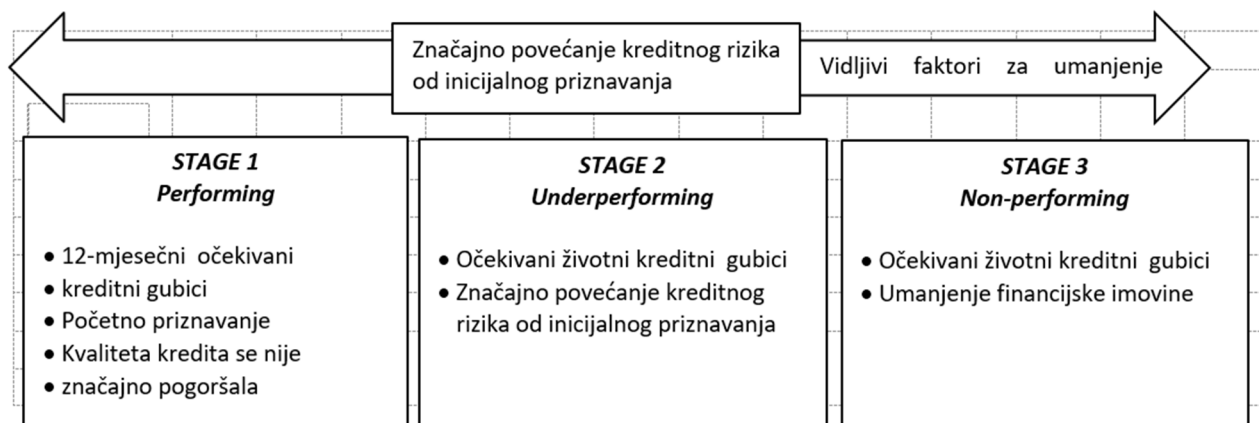 Značajno povećanje kreditnog rizika
od inicijalnog priznavanja
Vidljivi faktori za umanjenje
STAGE 1
Performing
• 12-mjesečni očekivani
• kreditni gubici
• Početno priznavanje
• Kvaliteta kredita se nije
• značajno pogoršala
STAGE 2
Underperforming
• Očekivani životni kreditni gubici
• Značajno povećanje kreditnog
rizika od inicijalnog priznavanja
STAGE 3
Non-performing
• Očekivani životni kreditni gubici
• Umanjenje financijske imovine